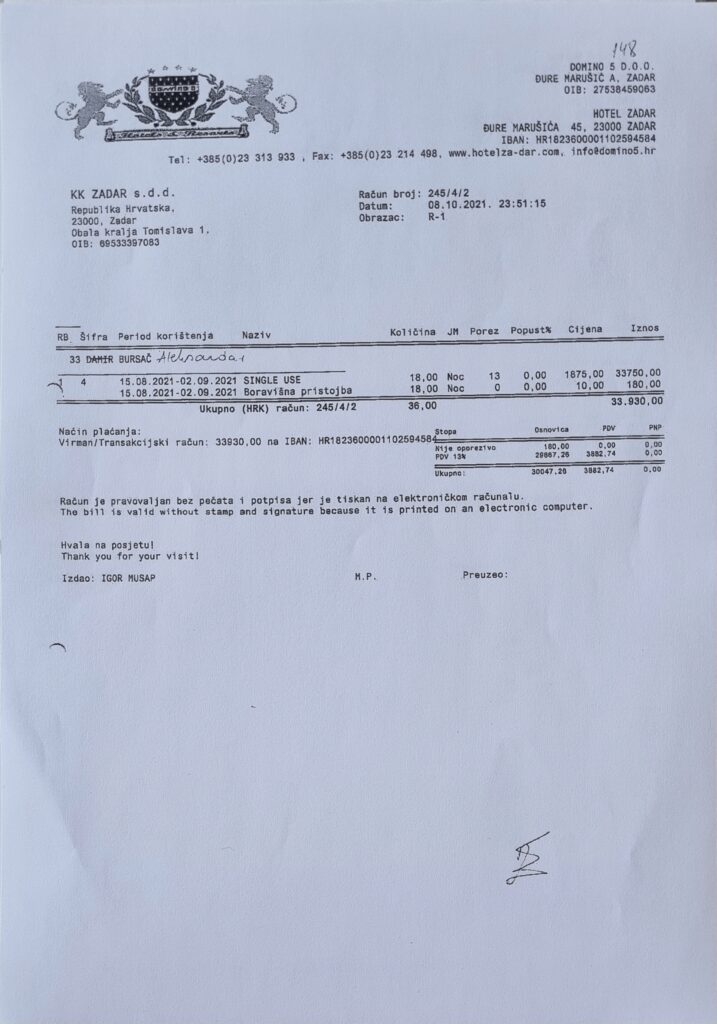 148
DOMINO 5 D.O.O.
ĐURE MARUŠIĆ A, ZADAR
OIB: 27538459063
HOTEL ZADAR
ĐURE MARUŠIĆA 45, 23000 ZADAR
IBAN: HR1823600001102594584
Tel: +385(0)23 313 933 , Fax: +385(0)23 214 498, www.hotelza-dar.com, info@domino5.hr
KK ZADAR s.d.d.
Republika Hrvatska,
23000, Zadar
Obala kralja Tomislava 1.
OIB: 69533397083
Račun broj: 245/4/2
Datum: 08.10.2021. 23:51:15
Obrazac: R-1
RB Šifra Period korištenja Naziv Količina JM Porez Popust% Cijena Iznos
33 DAMIR BURSAČ Aleksandar
1 4 15.08.2021-02.09.2021 SINGLE USE 18,00 Noc 13 0,00 1875,00 33750,00
15.08.2021-02.09.2021 Boravišna pristojba 18,00 Noc 0 0,00 10,00 180,00
Ukupno (HRK) račun: 245/4/2 36,00 33.930,00
Način plaćanja:
Virman/Transakcijski račun: 33930,00 na IBAN: HR1823600001102594584
Stopa Osnovica PDV PNP
Nije oporezivo 180,00 0,00 0,00
PDV 13% 29867,26 3882,74 0,00
Ukupno: 30047,26 3882,74 0,00
Račun je pravovaljan bez pečata i potpisa jer je tiskan na elektroničkom računalu.
The bill is valid without stamp and signature because it is printed on an electronic computer.
Hvala na posjetu!
Thank you for your visit!
Izdao: IGOR MUSAP M.P. Preuzeo: